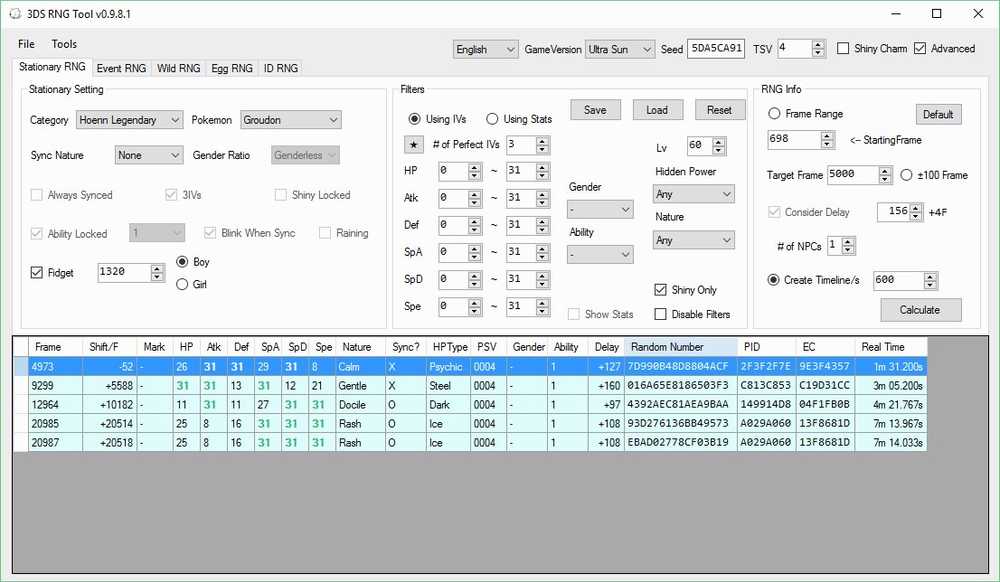 3DS RNG Tool v0.9.8.1
File Tools
English GameVersion Ultra Sun Seed 5DA5CA91 TSV 4 Shiny Charm Advanced
Stationary RNG Event RNG Wild RNG Egg RNG ID RNG
Stationary Setting
Category Hoenn Legendary Pokemon Groudon
Sync Nature None Gender Ratio Genderless
Always Synced 3IVs Shiny Locked
Ability Locked 1 Blink When Sync Raining
Fidget 1320 Boy
Girl
Filters
Using IVs Using Stats Save Load Reset
★ # of Perfect IVs 3 Lv 60
HP 0 ~ 31 Hidden Power
Atk 0 ~ 31 Gender Any
Def 0 ~ 31 - Nature
SpA 0 ~ 31 Ability Any
SpD 0 ~ 31 -
Spe 0 ~ 31 Shiny Only
Show Stats Disable Filters
RNG Info
Frame Range Default
698 <-- StartingFrame
Target Frame 5000 ±100 Frame
Consider Delay 156 +4F
# of NPCs 1
Create Timeline/s 600
Calculate
Frame Shift/F Mark HP Atk Def SpA SpD Spe Nature Sync? HPType PSV Gender Ability Delay Random Number PID EC Real Time
4973 -52 - 26 31 31 29 31 8 Calm X Psychic 0004 - 1 +127 7D990B48D8804ACF 2F3F2F7E 9E3F4357 1m 31.200s
9299 +5588 - 31 31 13 31 12 21 Gentle X Steel 0004 - 1 +160 016A65E8186503F3 C813C853 C19D31CC 3m 05.200s
12964 +10182 - 11 31 11 27 31 31 Docile O Dark 0004 - 1 +97 4392AEC81AEA9BAA 149914D8 04F1FB0B 4m 21.767s
20985 +20514 - 25 8 16 31 31 31 Rash O Ice 0004 - 1 +108 93D276136BB49573 A029A060 13F8681D 7m 13.967s
20987 +20518 - 25 8 16 31 31 31 Rash O Ice 0004 - 1 +108 EBAD02778CF03B19 A029A060 13F8681D 7m 14.033s